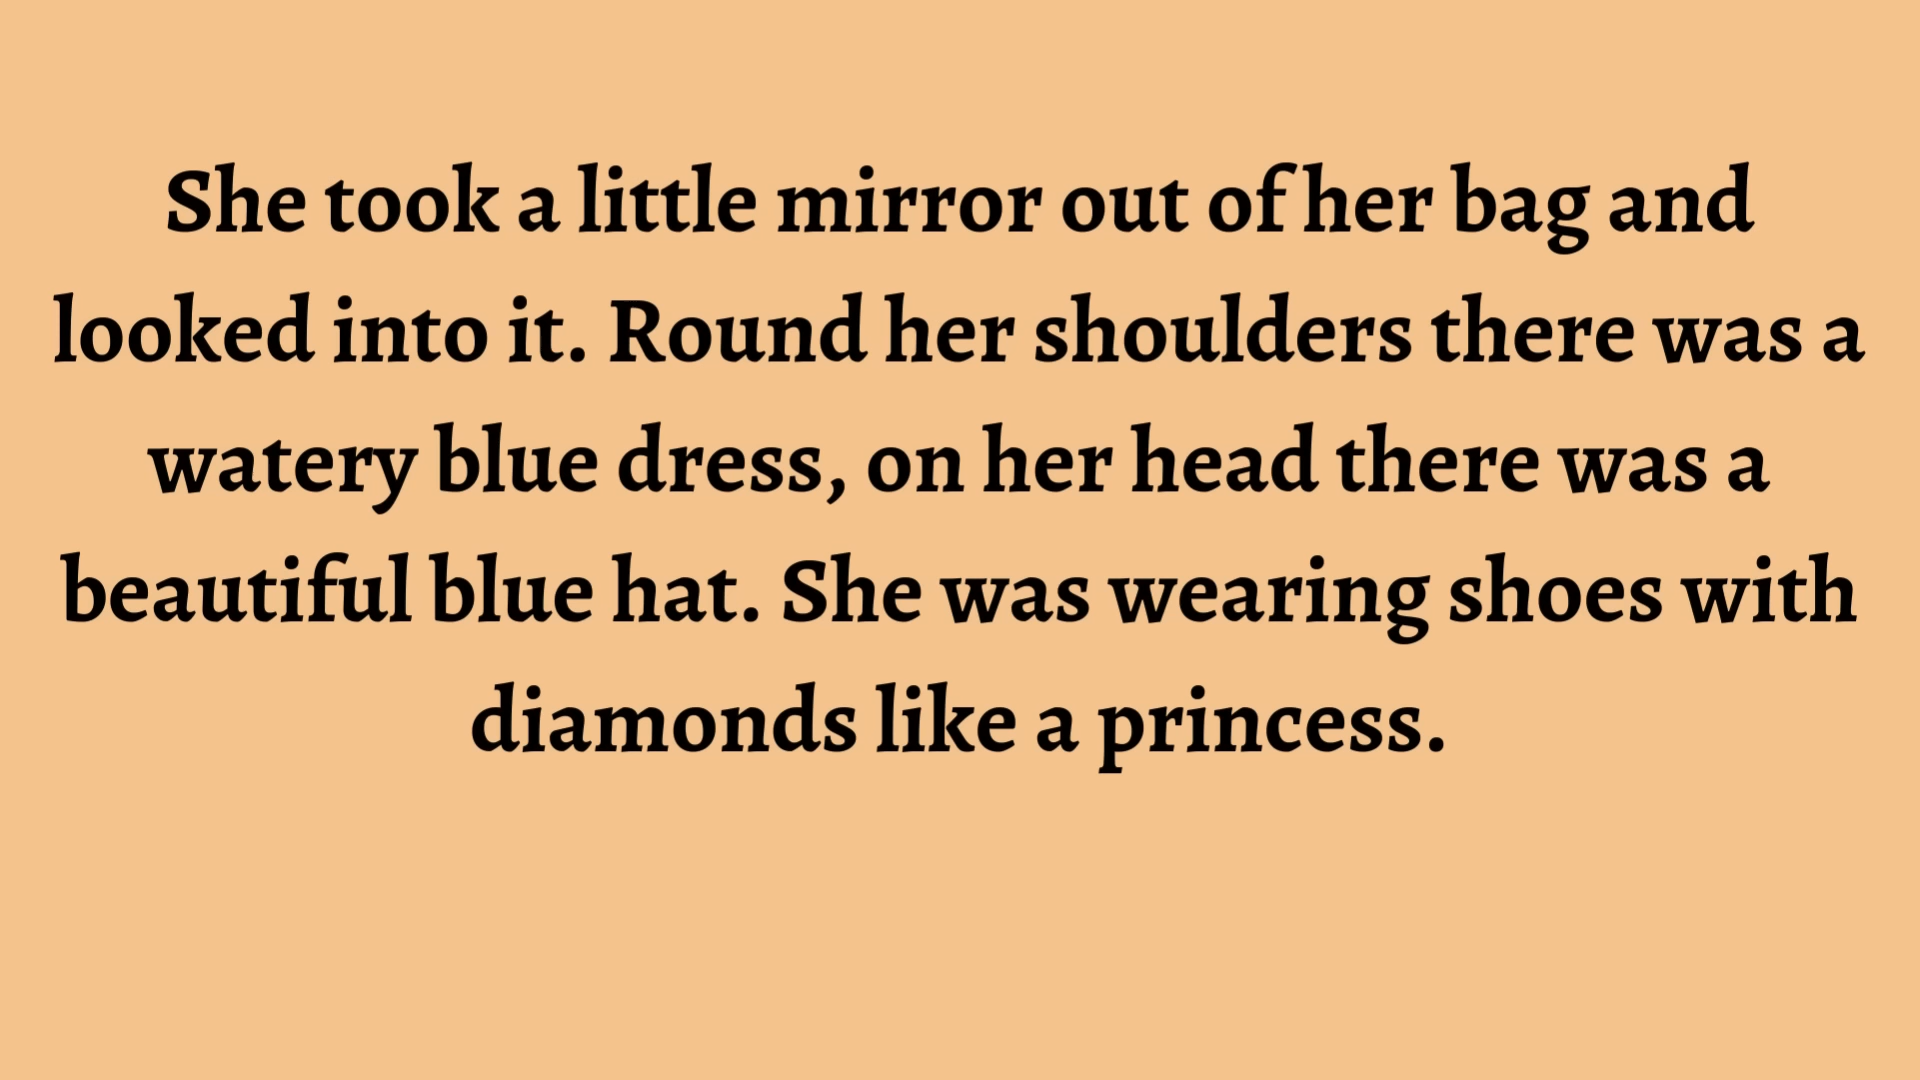 She took a little mirror out of her bag and
looked into it. Round her shoulders there was a
watery blue dress, on her head there was a
beautiful blue hat. She was wearing shoes with
diamonds like a princess.